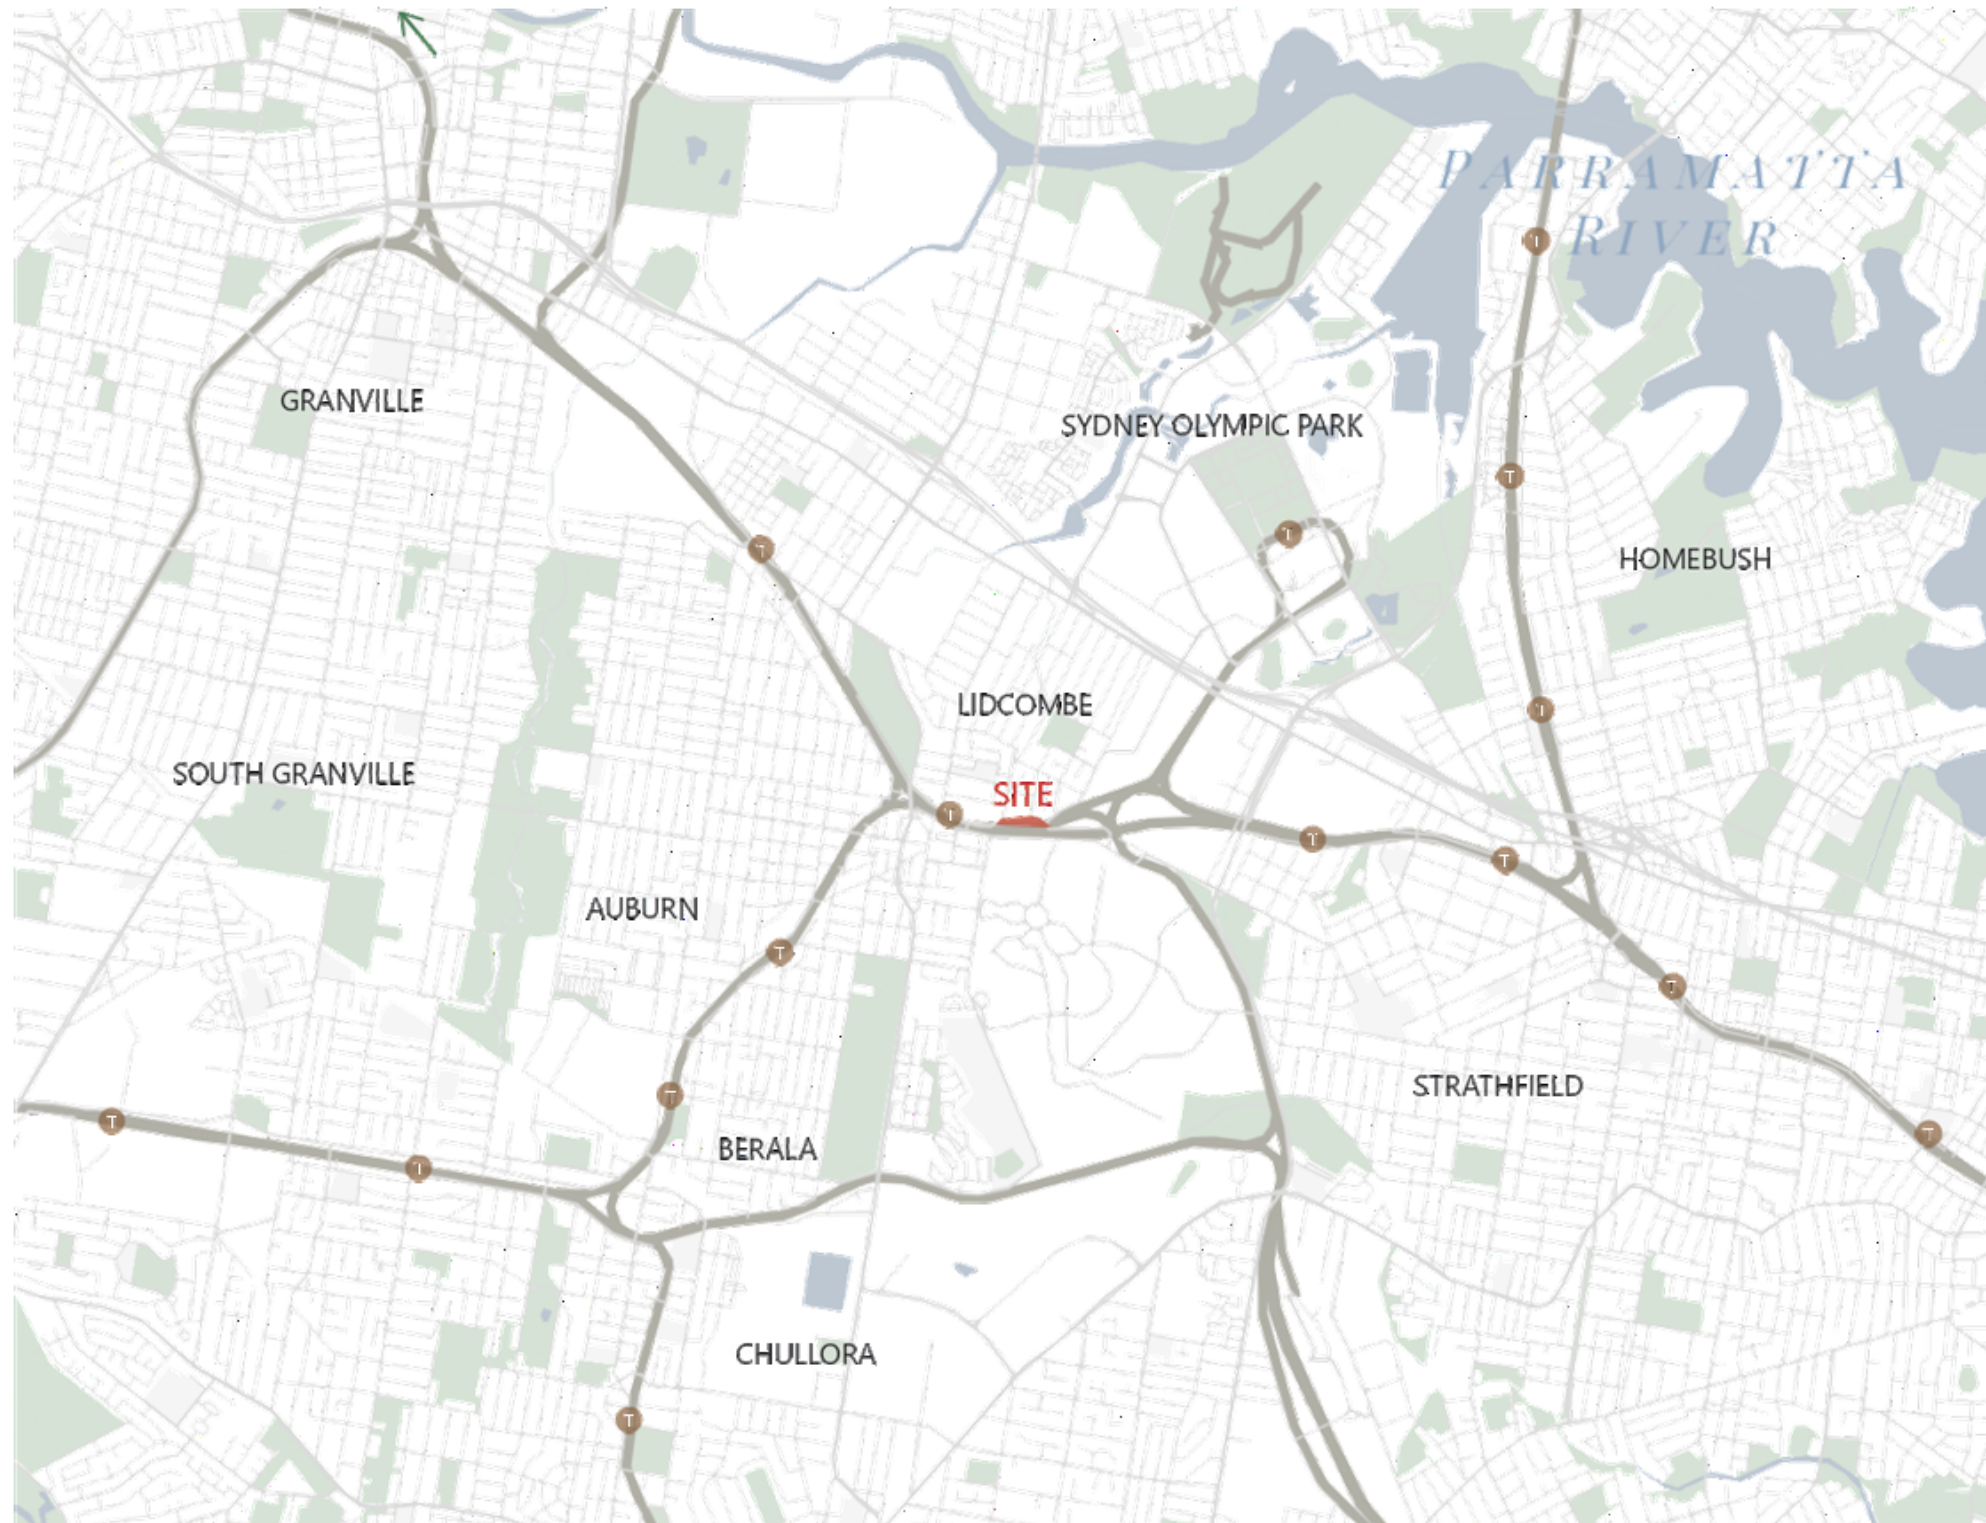 PARRAMATTA
RIVER
T
GRANVILLE
SYDNEY OLYMPIC PARK
T
T
T
HOMEBUSH
T
LIDCOMBE
T
SOUTH GRANVILLE
SITE
T
T
T
AUBURN
T
T
STRATHFIELD
T
T
T
BERALA
T
T
CHULLORA
T